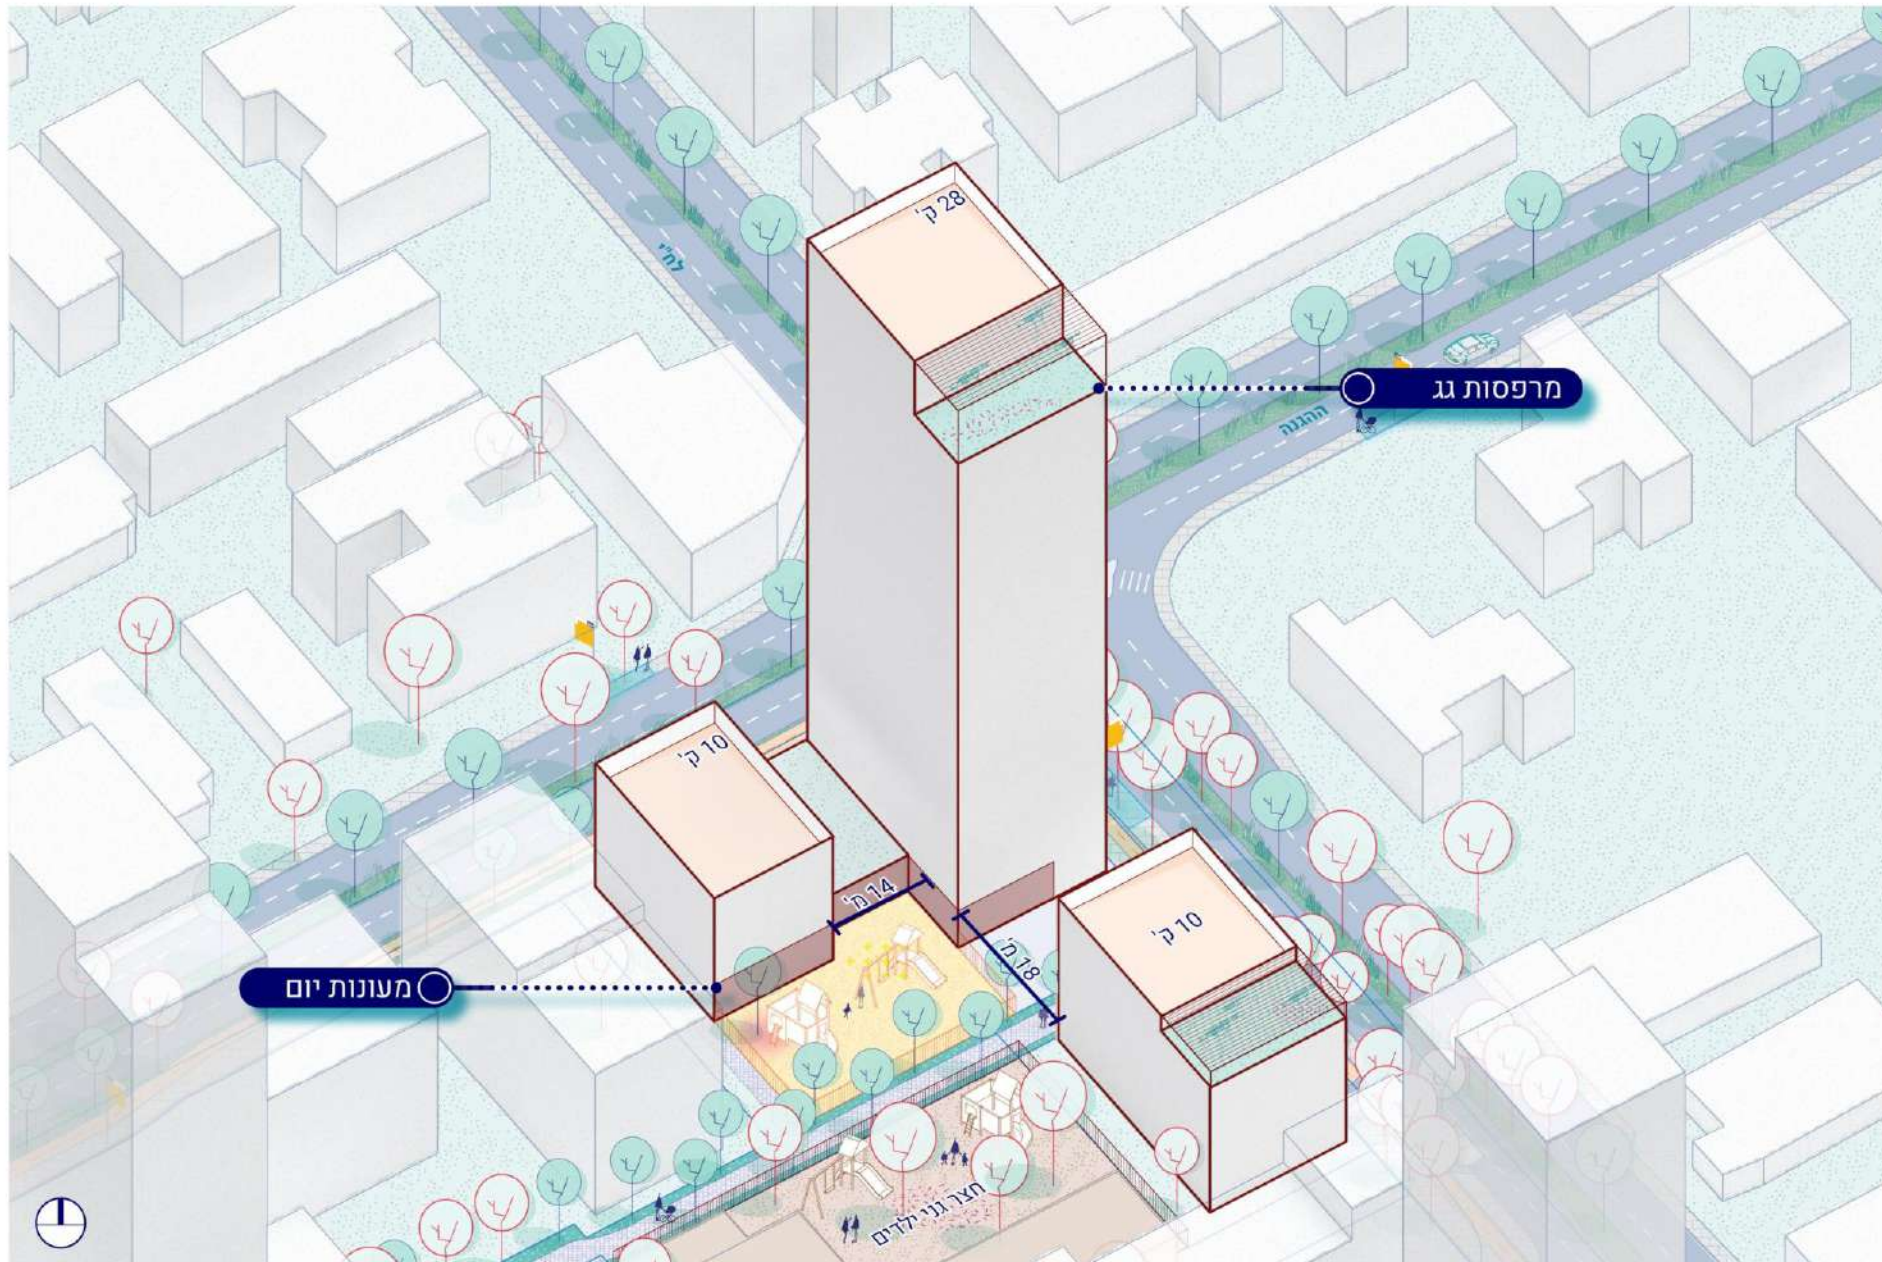 28 ק'
לח"י
מרפסות גג
ההגנה
10 ק'
14 מ'
10 ק'
18 מ'
מעונות יום
חצר גני ילדים